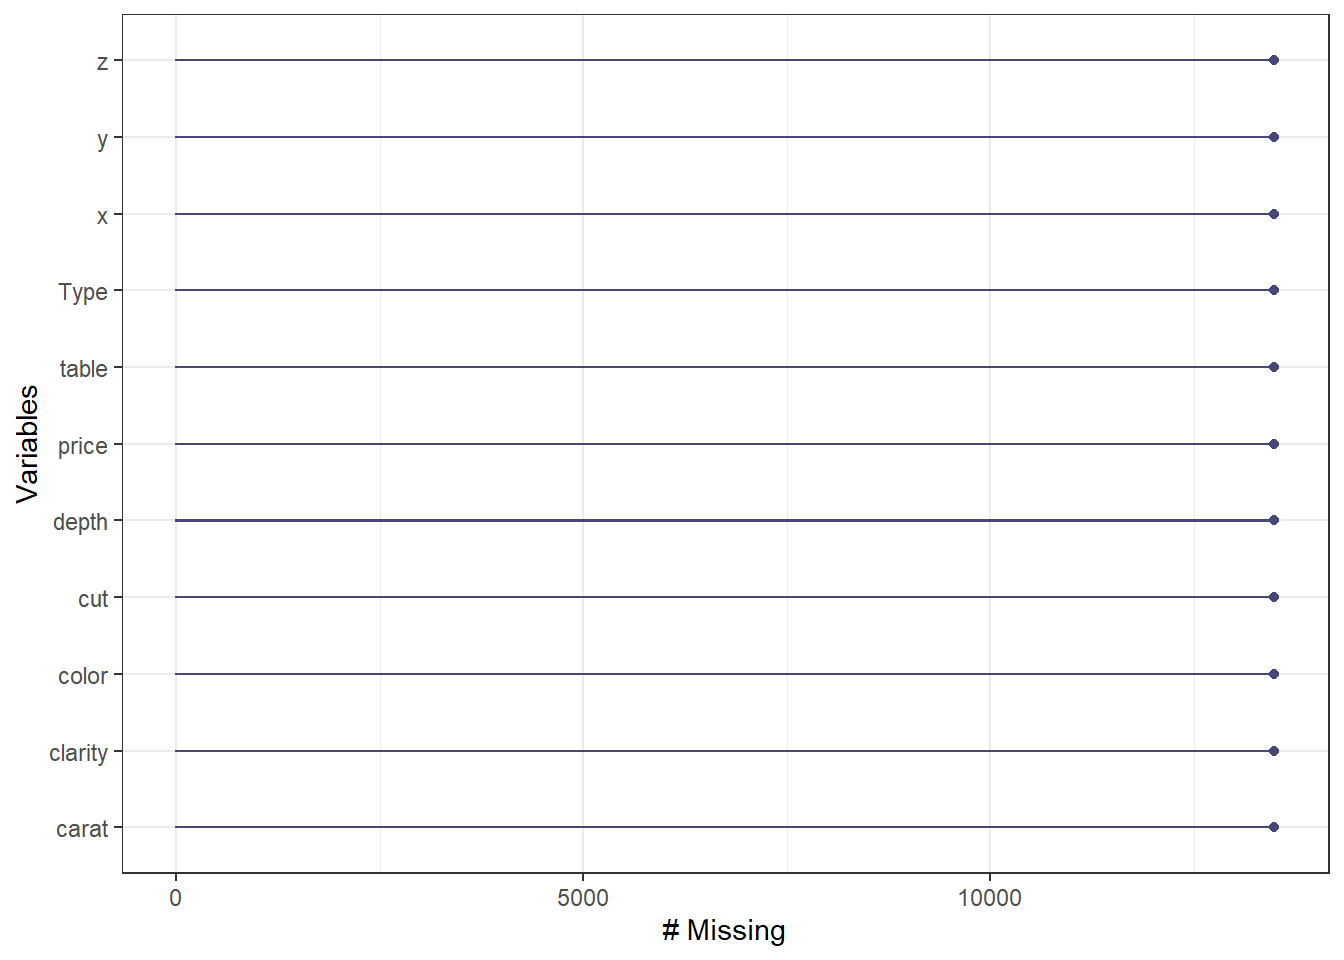 z
y
x
Type
table
price
depth
cut
color
clarity
carat
Variables
0 5000 10000
# Missing